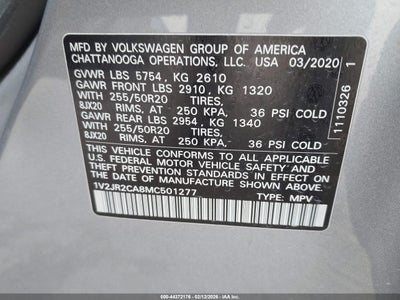 MFD BY VOLKSWAGEN GROUP OF AMERICA
CHATTANOOGA OPERATIONS, LLC. USA 03/2020
GVWR LBS 5754, KG 2610
GAWR FRONT LBS 2910, KG 1320
WITH 255/50R20 TIRES,
8JX20 RIMS, AT 250 KPA, 36 PSI COLD
GAWR REAR LBS 2954, KG 1340
WITH 255/50R20 TIRES,
8JX20 RIMS, AT 250 KPA, 36 PSI COLD
THIS VEHICLE CONFORMS TO ALL APPLICABLE
U.S. FEDERAL MOTOR VEHICLE SAFETY AND
THEFT PREVENTION STANDARDS IN EFFECT ON
THE DATE OF MANUFACTURE SHOWN ABOVE.
1V2JR2CA8MC501277 TYPE: MPV
1110326 1
600-44372176 - 02/12/2026 - © IAA, Inc.